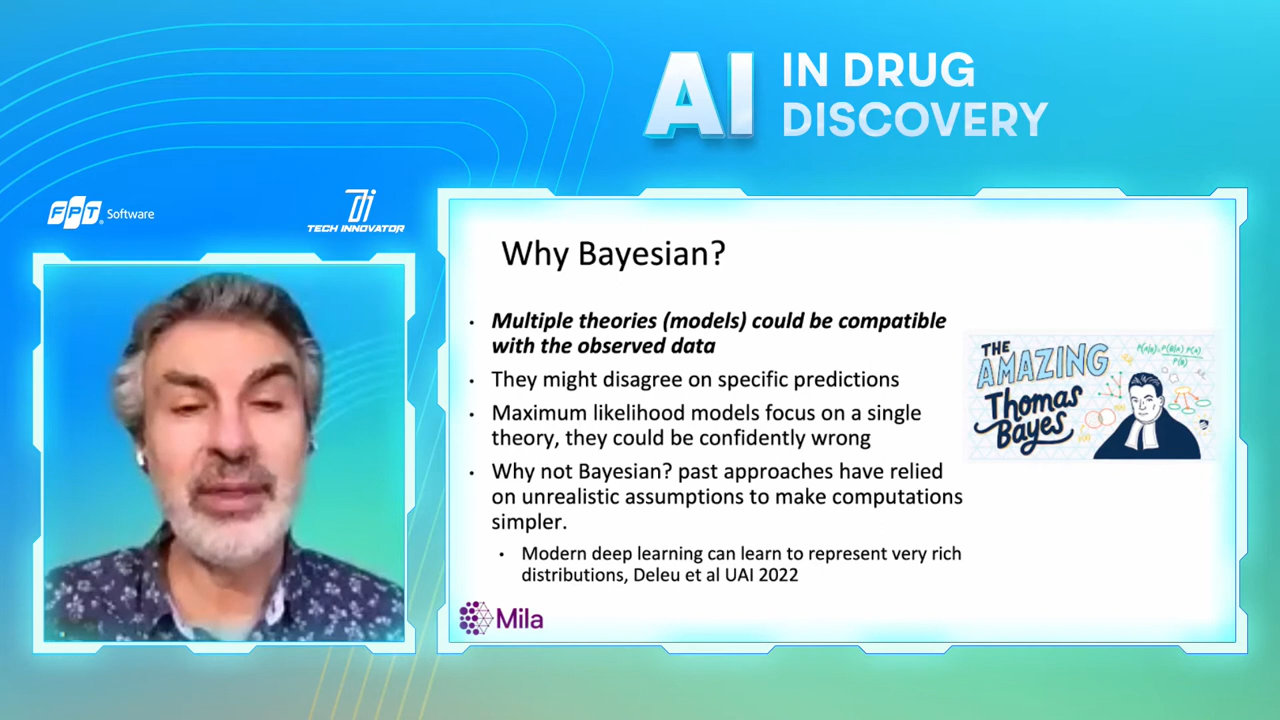 AI IN DRUG
DISCOVERY
FPT Software
TECH INNOVATOR
Why Bayesian?
• Multiple theories (models) could be compatible
with the observed data
• They might disagree on specific predictions
• Maximum likelihood models focus on a single
theory, they could be confidently wrong
• Why not Bayesian? past approaches have relied
on unrealistic assumptions to make computations
simpler.
• Modern deep learning can learn to represent very rich
distributions, Deleu et al UAI 2022
THE
AMAZING
Thomas
Bayes
Mila